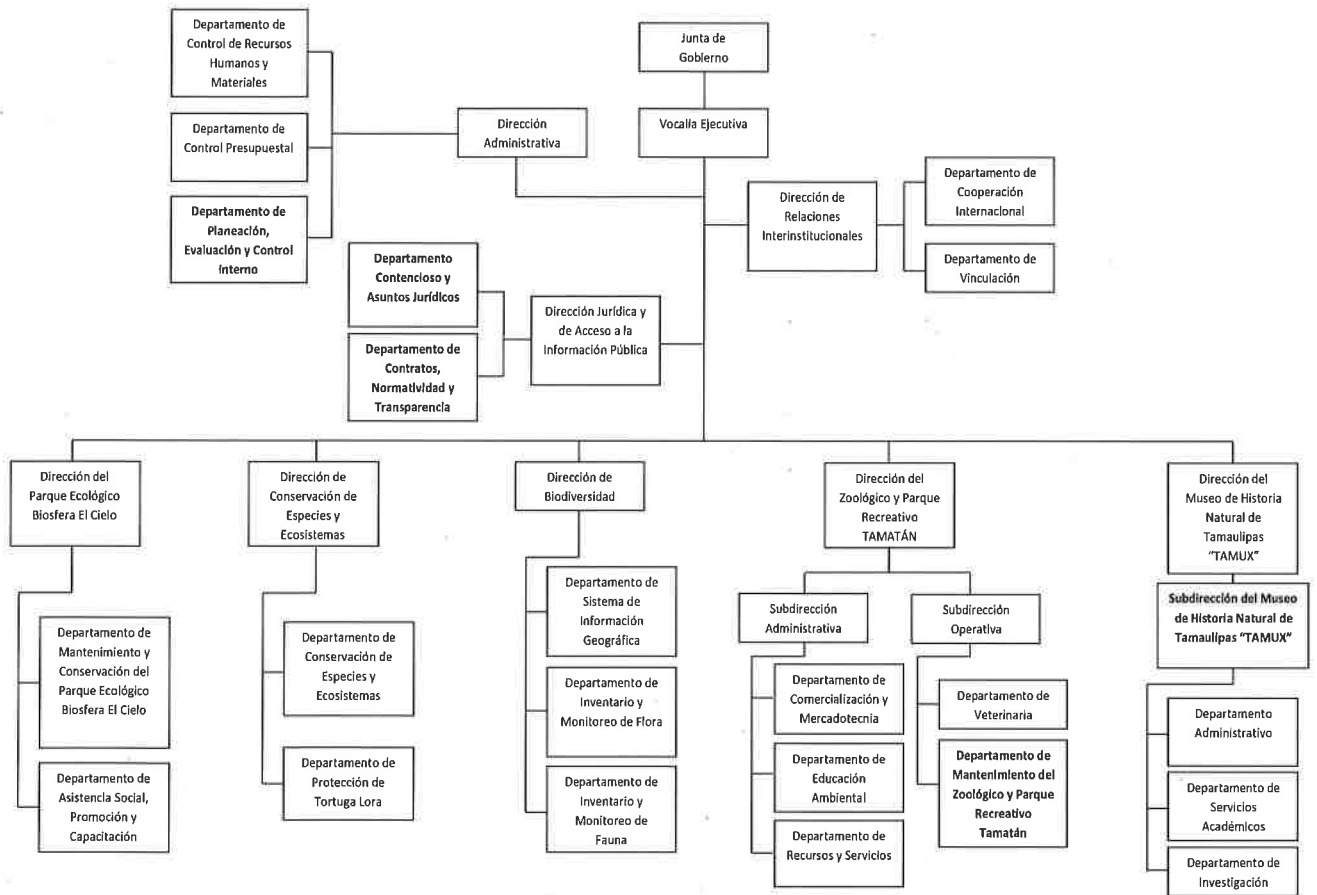 Departamento de
Control de Recursos
Humanos y
Materiales
Junta de
Gobierno
Departamento de
Control Presupuestal
Dirección
Administrativa
Vocalía Ejecutiva
Departamento de
Planeación,
Evaluación y Control
Interno
Dirección de
Relaciones
Interinstitucionales
Departamento de
Cooperación
Internacional
Departamento de
Vinculación
Departamento
Contencioso y
Asuntos Jurídicos
Departamento de
Contratos,
Normatividad y
Transparencia
Dirección Jurídica y
de Acceso a la
Información Pública
Dirección del
Parque Ecológico
Biosfera El Cielo
Dirección de
Conservación de
Especies y
Ecosistemas
Dirección de
Biodiversidad
Dirección del
Zoológico y Parque
Recreativo
TAMATÁN
Dirección del
Museo de Historia
Natural de
Tamaulipas
"TAMUX"
Departamento de
Mantenimiento y
Conservación del
Parque Ecológico
Biosfera El Cielo
Departamento de
Asistencia Social,
Promoción y
Capacitación
Departamento de
Conservación de
Especies y
Ecosistemas
Departamento de
Protección de
Tortuga Lora
Departamento de
Sistema de
Información
Geográfica
Departamento de
Inventario y
Monitoreo de Flora
Departamento de
Inventario y
Monitoreo de
Fauna
Subdirección
Administrativa
Departamento de
Comercialización y
Mercadotecnia
Departamento de
Educación
Ambiental
Departamento de
Recursos y Servicios
Subdirección
Operativa
Departamento de
Veterinaria
Departamento de
Mantenimiento del
Zoológico y Parque
Recreativo
Tamatán
Subdirección del Museo
de Historia Natural de
Tamaulipas "TAMUX"
Departamento
Administrativo
Departamento de
Servicios
Académicos
Departamento de
Investigación